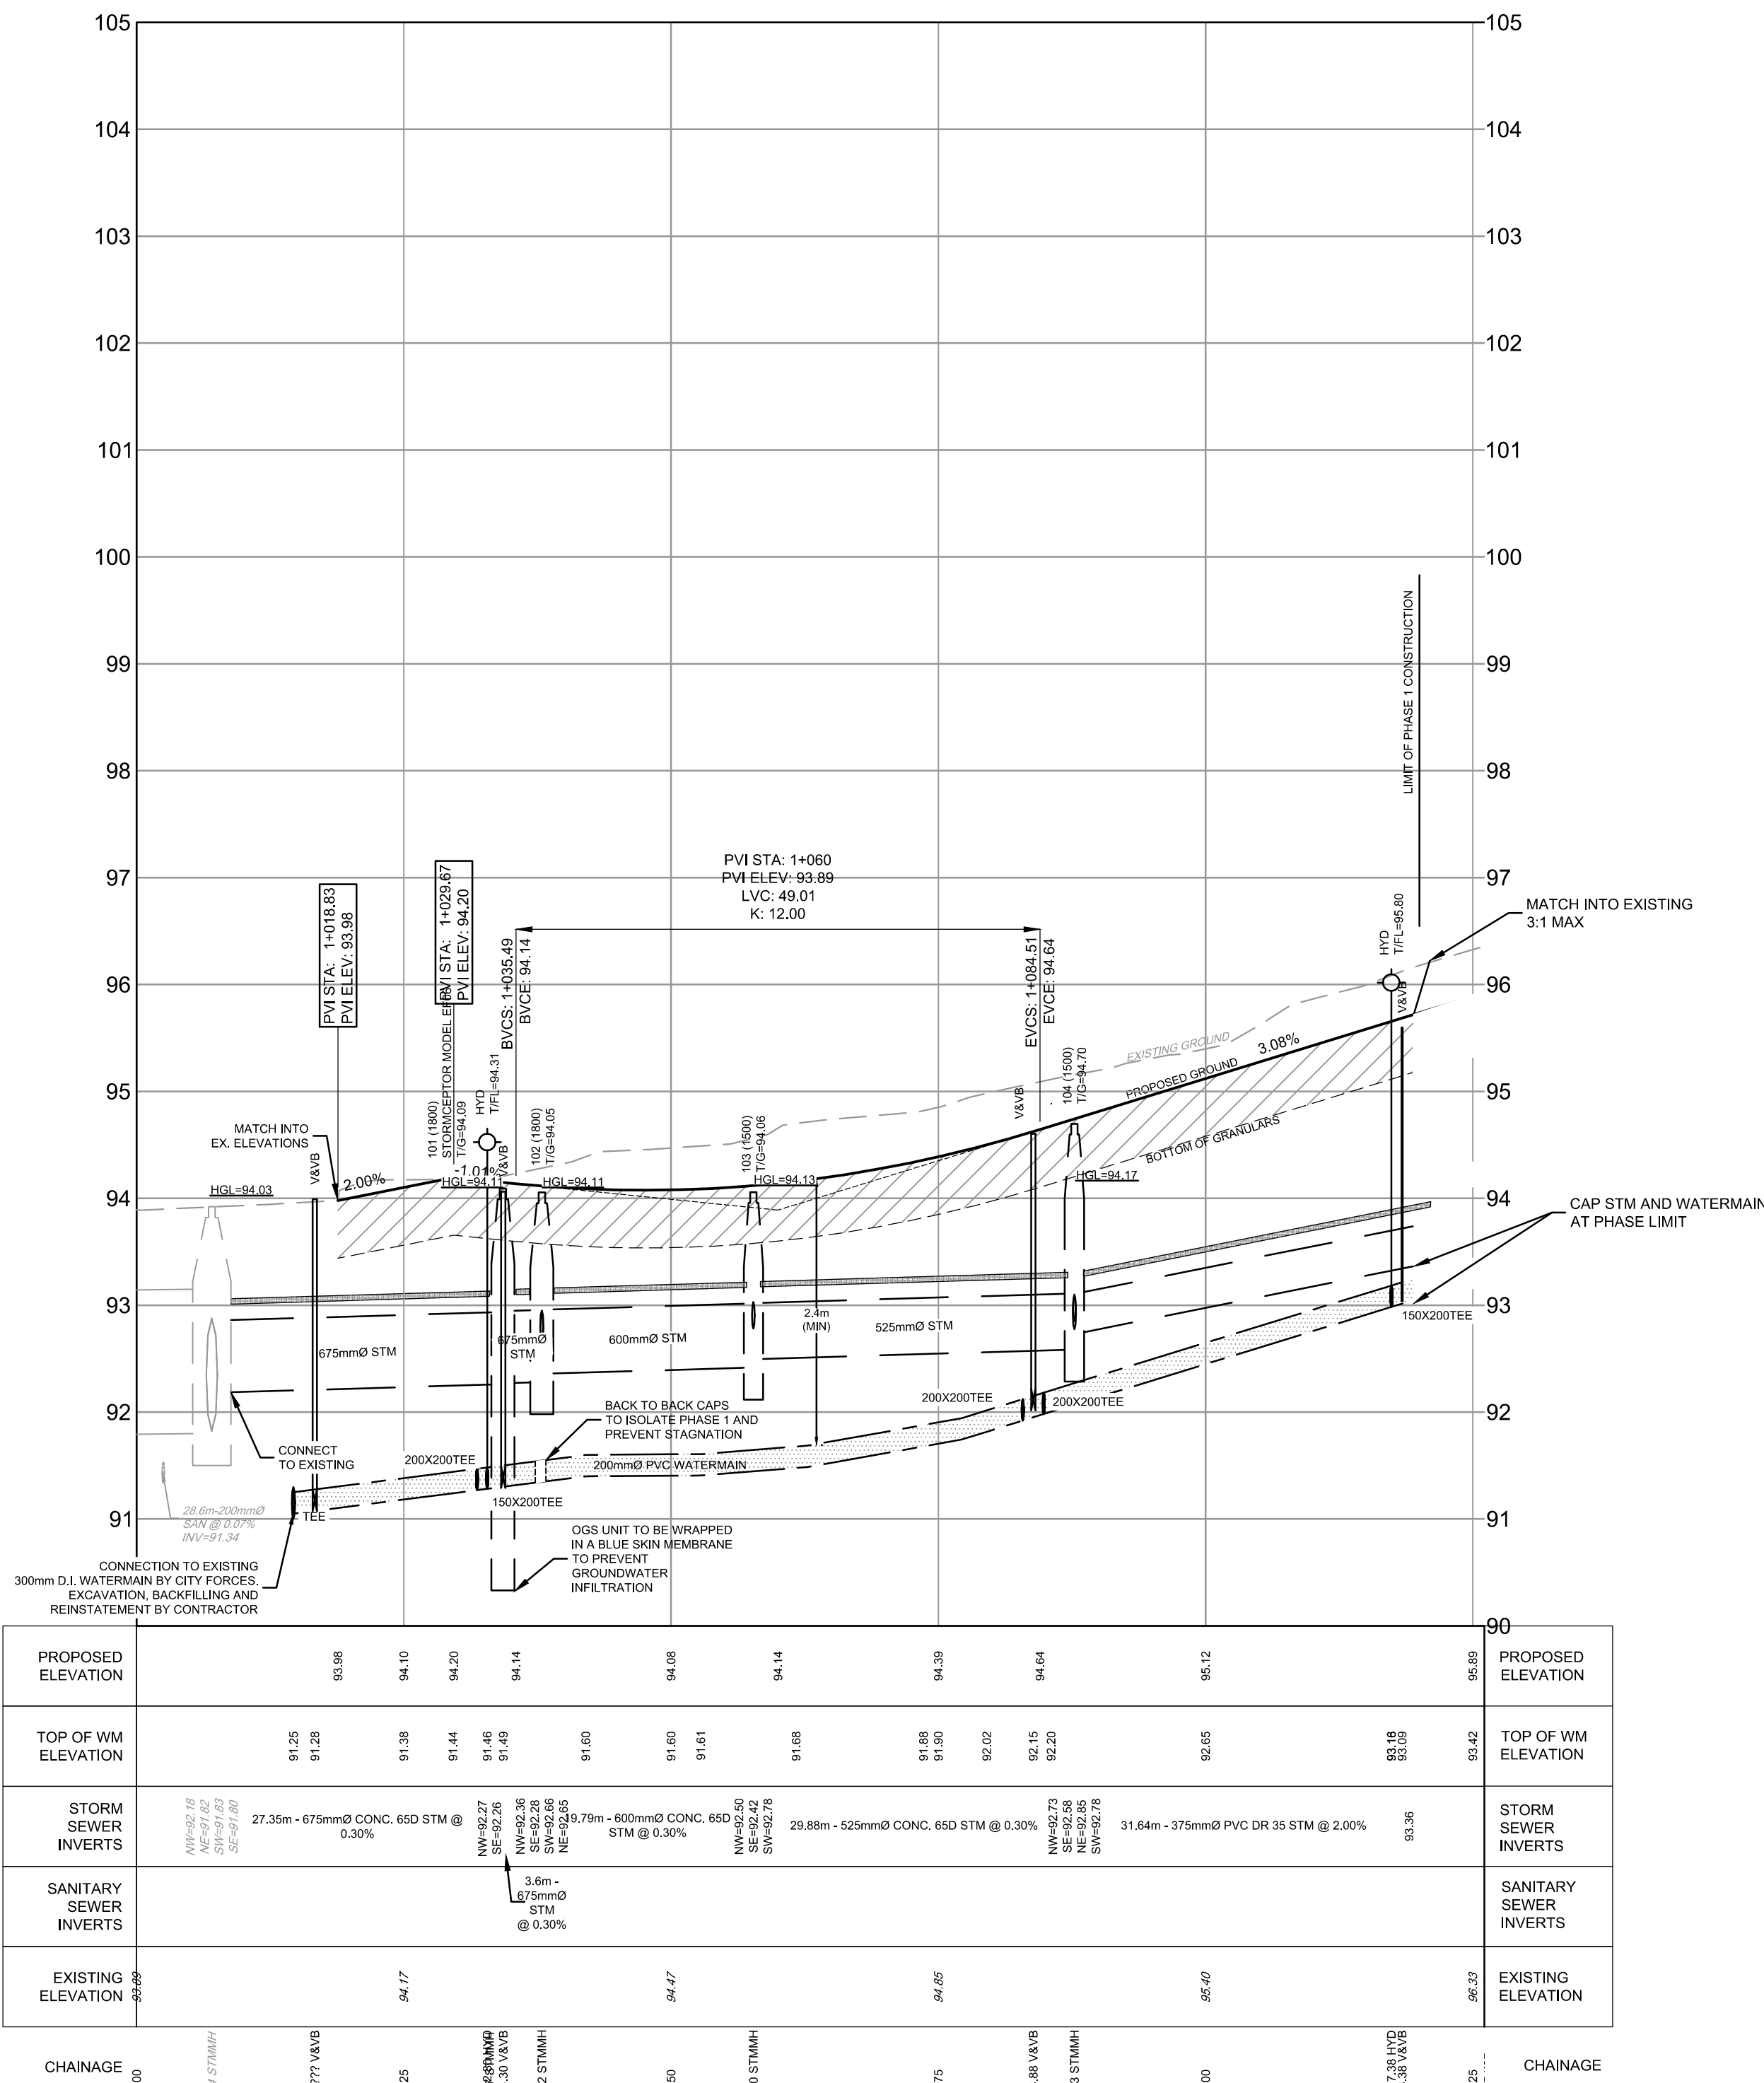 105
105
104
104
103
103
102
102
101
101
100
100
99
99
98
98
97
97
96
96
95
95
94
94
93
93
92
92
91
91
90
LIMIT OF PHASE 1 CONSTRUCTION
PVI STA: 1+060
PVI ELEV: 93.89
LVC: 49.01
K: 12.00
PVI STA: 1+018.83
PVI ELEV: 93.98
PVI STA: 1+029.67
PVI ELEV: 94.20
BVCS: 1+035.49
BVCE: 94.14
EVCS: 1+084.51
EVCE: 94.64
HYD
T/FL=95.80
V&VB
MATCH INTO EXISTING
3:1 MAX
101 (1800)
STORMCEPTOR MODEL
T/G=94.09
HYD
T/FL=94.31
V&VB
102 (1800)
T/G=94.05
103 (1500)
T/G=94.06
V&VB
104 (1500)
T/G=94.70
EXISTING GROUND
3.08%
PROPOSED GROUND
BOTTOM OF GRANULARS
MATCH INTO
EX. ELEVATIONS
V&VB
2.00%
-1.01%
HGL=94.03
HGL=94.11
HGL=94.11
HGL=94.13
HGL=94.17
CAP STM AND WATERMAIN
AT PHASE LIMIT
675mmØ STM
675mmØ
STM
600mmØ STM
2.4m
(MIN)
525mmØ STM
150X200TEE
200X200TEE
200X200TEE
BACK TO BACK CAPS
TO ISOLATE PHASE 1 AND
PREVENT STAGNATION
CONNECT
TO EXISTING
200X200TEE
200mmØ PVC WATERMAIN
150X200TEE
TEE
28.6m-200mmØ
SAN @ 0.07%
INV=91.34
OGS UNIT TO BE WRAPPED
IN A BLUE SKIN MEMBRANE
TO PREVENT
GROUNDWATER
INFILTRATION
CONNECTION TO EXISTING
300mm D.I. WATERMAIN BY CITY FORCES.
EXCAVATION, BACKFILLING AND
REINSTATEMENT BY CONTRACTOR
PROPOSED
ELEVATION
93.98
94.10
94.20
94.14
94.08
94.14
94.39
94.64
95.12
95.89
PROPOSED
ELEVATION
TOP OF WM
ELEVATION
91.25
91.28
91.38
91.44
91.46
91.49
91.60
91.60
91.61
91.68
91.88
91.90
92.02
92.15
92.20
92.65
93.09
93.42
TOP OF WM
ELEVATION
STORM
SEWER
INVERTS
NW=92.18
NE=91.82
SW=91.83
SE=91.80
27.35m - 675mmØ CONC. 65D STM @
0.30%
NW=92.27
SE=92.26
NW=92.36
SE=92.28
SW=92.66
NE=92.65
19.79m - 600mmØ CONC. 65D
STM @ 0.30%
NW=92.50
SE=92.42
SW=92.78
29.88m - 525mmØ CONC. 65D STM @ 0.30%
NW=92.73
SE=92.58
NE=92.85
SW=92.78
31.64m - 375mmØ PVC DR 35 STM @ 2.00%
93.36
STORM
SEWER
INVERTS
SANITARY
SEWER
INVERTS
3.6m -
675mmØ
STM
@ 0.30%
SANITARY
SEWER
INVERTS
EXISTING
ELEVATION
93.89
94.17
94.47
94.85
95.40
96.33
EXISTING
ELEVATION
CHAINAGE
00
4 STMMH
??? V&VB
25
.30 V&VB
2 STMMH
50
0 STMMH
75
.88 V&VB
3 STMMH
00
7.38 HYD
.38 V&VB
25
CHAINAGE